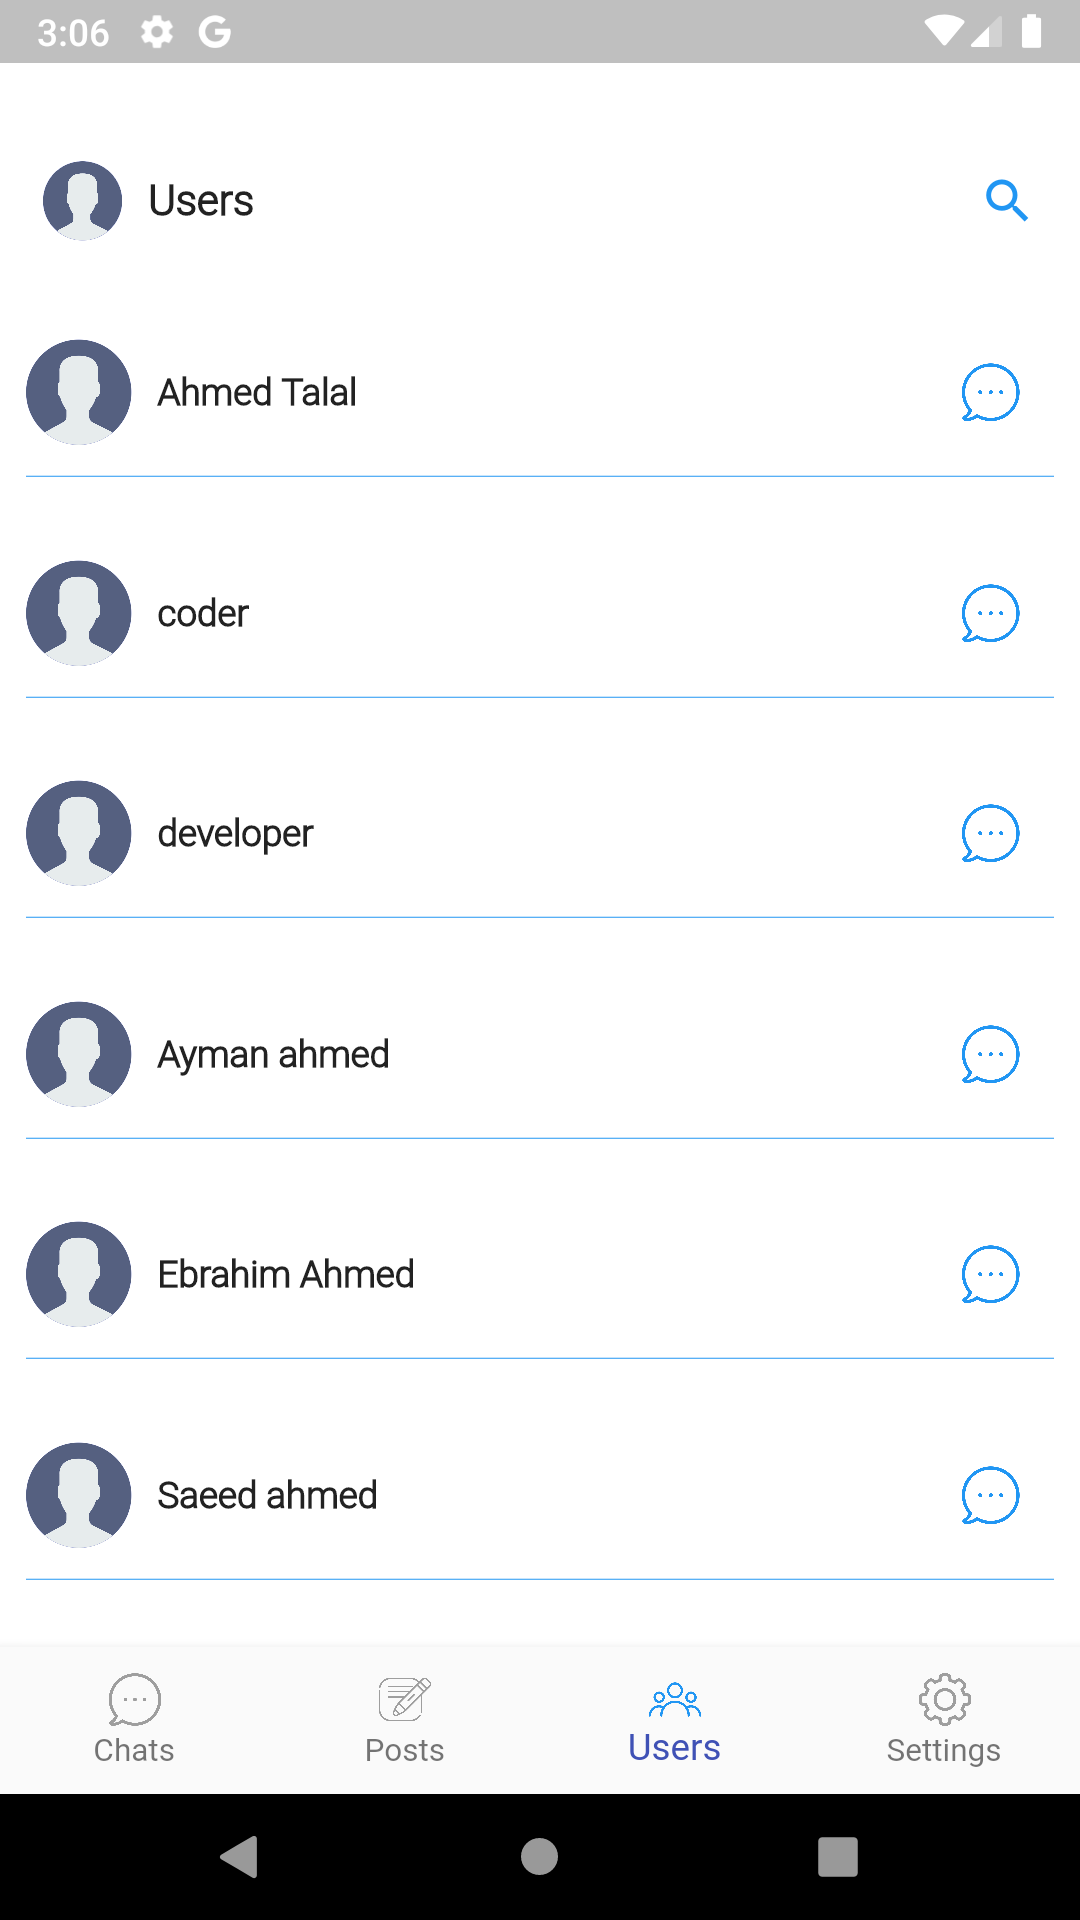 3:06
Users
Ahmed Talal
coder
developer
Ayman ahmed
Ebrahim Ahmed
Saeed ahmed
Chats
Posts
Users
Settings